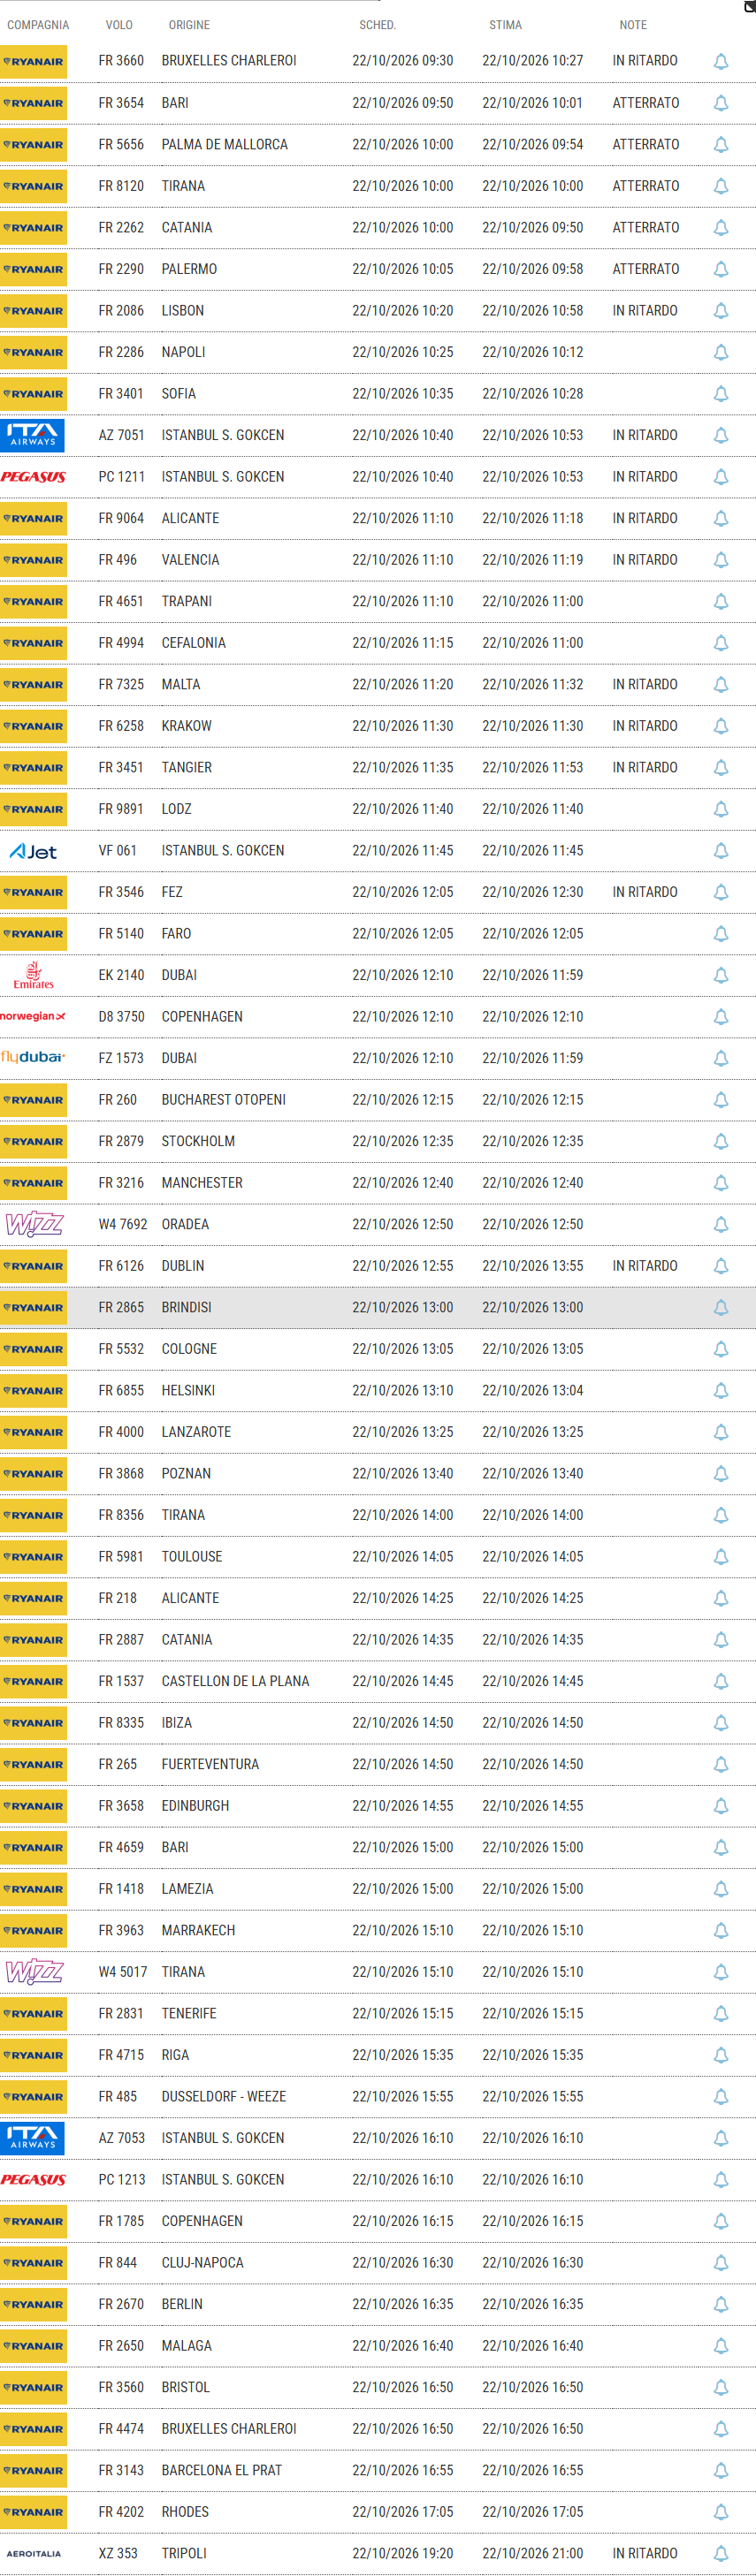 COMPAGNIA VOLO ORIGINE SCHED. STIMA NOTE
RYANAIR FR 3660 BRUXELLES CHARLEROI 22/10/2026 09:30 22/10/2026 10:27 IN RITARDO
RYANAIR FR 3654 BARI 22/10/2026 09:50 22/10/2026 10:01 ATTERRATO
RYANAIR FR 5656 PALMA DE MALLORCA 22/10/2026 10:00 22/10/2026 09:54 ATTERRATO
RYANAIR FR 8120 TIRANA 22/10/2026 10:00 22/10/2026 10:00 ATTERRATO
RYANAIR FR 2262 CATANIA 22/10/2026 10:00 22/10/2026 09:50 ATTERRATO
RYANAIR FR 2290 PALERMO 22/10/2026 10:05 22/10/2026 09:58 ATTERRATO
RYANAIR FR 2086 LISBON 22/10/2026 10:20 22/10/2026 10:58 IN RITARDO
RYANAIR FR 2286 NAPOLI 22/10/2026 10:25 22/10/2026 10:12
RYANAIR FR 3401 SOFIA 22/10/2026 10:35 22/10/2026 10:28
ITA AIRWAYS AZ 7051 ISTANBUL S. GOKCEN 22/10/2026 10:40 22/10/2026 10:53 IN RITARDO
PEGASUS PC 1211 ISTANBUL S. GOKCEN 22/10/2026 10:40 22/10/2026 10:53 IN RITARDO
RYANAIR FR 9064 ALICANTE 22/10/2026 11:10 22/10/2026 11:18 IN RITARDO
RYANAIR FR 496 VALENCIA 22/10/2026 11:10 22/10/2026 11:19 IN RITARDO
RYANAIR FR 4651 TRAPANI 22/10/2026 11:10 22/10/2026 11:00
RYANAIR FR 4994 CEFALONIA 22/10/2026 11:15 22/10/2026 11:00
RYANAIR FR 7325 MALTA 22/10/2026 11:20 22/10/2026 11:32 IN RITARDO
RYANAIR FR 6258 KRAKOW 22/10/2026 11:30 22/10/2026 11:30 IN RITARDO
RYANAIR FR 3451 TANGIER 22/10/2026 11:35 22/10/2026 11:53 IN RITARDO
RYANAIR FR 9891 LODZ 22/10/2026 11:40 22/10/2026 11:40
AJet VF 061 ISTANBUL S. GOKCEN 22/10/2026 11:45 22/10/2026 11:45
RYANAIR FR 3546 FEZ 22/10/2026 12:05 22/10/2026 12:30 IN RITARDO
RYANAIR FR 5140 FARO 22/10/2026 12:05 22/10/2026 12:05
Emirates EK 2140 DUBAI 22/10/2026 12:10 22/10/2026 11:59
norwegian D8 3750 COPENHAGEN 22/10/2026 12:10 22/10/2026 12:10
flydubai FZ 1573 DUBAI 22/10/2026 12:10 22/10/2026 11:59
RYANAIR FR 260 BUCHAREST OTOPENI 22/10/2026 12:15 22/10/2026 12:15
RYANAIR FR 2879 STOCKHOLM 22/10/2026 12:35 22/10/2026 12:35
RYANAIR FR 3216 MANCHESTER 22/10/2026 12:40 22/10/2026 12:40
WIZZ W4 7692 ORADEA 22/10/2026 12:50 22/10/2026 12:50
RYANAIR FR 6126 DUBLIN 22/10/2026 12:55 22/10/2026 13:55 IN RITARDO
RYANAIR FR 2865 BRINDISI 22/10/2026 13:00 22/10/2026 13:00
RYANAIR FR 5532 COLOGNE 22/10/2026 13:05 22/10/2026 13:05
RYANAIR FR 6855 HELSINKI 22/10/2026 13:10 22/10/2026 13:04
RYANAIR FR 4000 LANZAROTE 22/10/2026 13:25 22/10/2026 13:25
RYANAIR FR 3868 POZNAN 22/10/2026 13:40 22/10/2026 13:40
RYANAIR FR 8356 TIRANA 22/10/2026 14:00 22/10/2026 14:00
RYANAIR FR 5981 TOULOUSE 22/10/2026 14:05 22/10/2026 14:05
RYANAIR FR 218 ALICANTE 22/10/2026 14:25 22/10/2026 14:25
RYANAIR FR 2887 CATANIA 22/10/2026 14:35 22/10/2026 14:35
RYANAIR FR 1537 CASTELLON DE LA PLANA 22/10/2026 14:45 22/10/2026 14:45
RYANAIR FR 8335 IBIZA 22/10/2026 14:50 22/10/2026 14:50
RYANAIR FR 265 FUERTEVENTURA 22/10/2026 14:50 22/10/2026 14:50
RYANAIR FR 3658 EDINBURGH 22/10/2026 14:55 22/10/2026 14:55
RYANAIR FR 4659 BARI 22/10/2026 15:00 22/10/2026 15:00
RYANAIR FR 1418 LAMEZIA 22/10/2026 15:00 22/10/2026 15:00
RYANAIR FR 3963 MARRAKECH 22/10/2026 15:10 22/10/2026 15:10
WIZZ W4 5017 TIRANA 22/10/2026 15:10 22/10/2026 15:10
RYANAIR FR 2831 TENERIFE 22/10/2026 15:15 22/10/2026 15:15
RYANAIR FR 4715 RIGA 22/10/2026 15:35 22/10/2026 15:35
RYANAIR FR 485 DUSSELDORF - WEEZE 22/10/2026 15:55 22/10/2026 15:55
ITA AIRWAYS AZ 7053 ISTANBUL S. GOKCEN 22/10/2026 16:10 22/10/2026 16:10
PEGASUS PC 1213 ISTANBUL S. GOKCEN 22/10/2026 16:10 22/10/2026 16:10
RYANAIR FR 1785 COPENHAGEN 22/10/2026 16:15 22/10/2026 16:15
RYANAIR FR 844 CLUJ-NAPOCA 22/10/2026 16:30 22/10/2026 16:30
RYANAIR FR 2670 BERLIN 22/10/2026 16:35 22/10/2026 16:35
RYANAIR FR 2650 MALAGA 22/10/2026 16:40 22/10/2026 16:40
RYANAIR FR 3560 BRISTOL 22/10/2026 16:50 22/10/2026 16:50
RYANAIR FR 4474 BRUXELLES CHARLEROI 22/10/2026 16:50 22/10/2026 16:50
RYANAIR FR 3143 BARCELONA EL PRAT 22/10/2026 16:55 22/10/2026 16:55
RYANAIR FR 4202 RHODES 22/10/2026 17:05 22/10/2026 17:05
AEROITALIA XZ 353 TRIPOLI 22/10/2026 19:20 22/10/2026 21:00 IN RITARDO